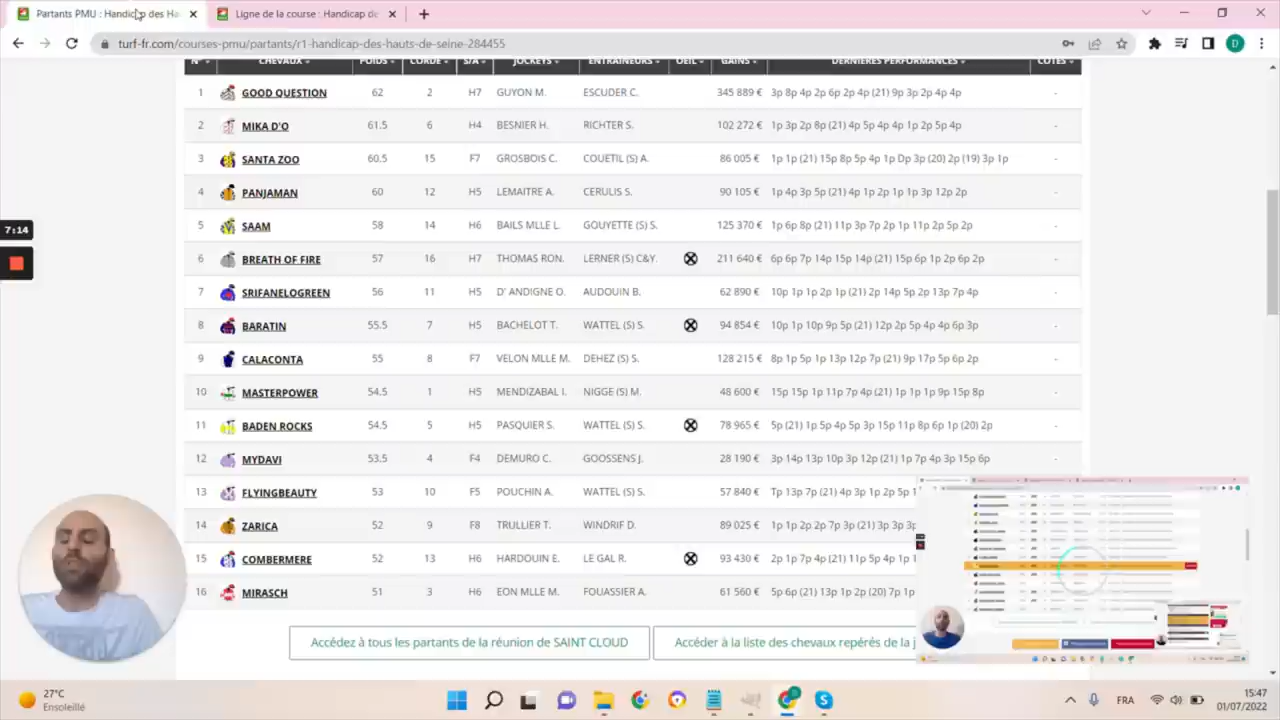 Partants PMU : Handicap des Ha
Ligne de la course : Handicap de
turf-fr.com/courses-pmu/partants/r1-handicap-des-hauts-de-seine-284455
N° CHEVAUX POIDS CORDE S/A JOCKEYS ENTRAÎNEURS OEIL GAINS DERNIÈRES PERFORMANCES COTES
1 GOOD QUESTION 62 2 H7 GUYON M. ESCUDER C. 345 889 € 3p 8p 4p 2p 6p 2p 4p (21) 9p 3p 2p 4p 4p -
2 MIKA D'O 61.5 6 H4 BESNIER H. RICHTER S. 102 272 € 1p 3p 2p 8p (21) 4p 5p 4p 4p 1p 2p 5p 4p -
3 SANTA ZOO 60.5 15 F7 GROSBOIS C. COUETIL (S) A. 86 005 € 1p 1p (21) 15p 8p 5p 4p 1p Dp 3p (20) 2p (19) 3p 1p -
4 PANJAMAN 60 12 H5 LEMAITRE A. CERULIS S. 90 105 € 1p 4p 3p 5p (21) 4p 1p 2p 1p 1p 3p 12p 2p -
5 SAAM 58 14 H6 BAILS MLLE L. GOUYETTE (S) S. 125 370 € 1p 6p 8p (21) 11p 3p 7p 2p 1p 11p 2p 5p 2p -
6 BREATH OF FIRE 57 16 H7 THOMAS RON. LERNER (S) C&Y. 211 640 € 6p 6p 7p 14p 15p 14p (21) 15p 6p 1p 2p 6p 2p -
7 SRIFANELOGREEN 56 11 H5 D' ANDIGNE O. AUDOUIN B. 62 890 € 10p 1p 1p 2p 1p (21) 2p 14p 5p 2p 13p 7p 4p -
8 BARATIN 55.5 7 H5 BACHELOT T. WATTEL (S) S. 94 854 € 10p 1p 10p 9p 5p (21) 12p 2p 5p 4p 4p 6p 3p -
9 CALACONTA 55 8 F7 VELON MLLE M. DEHEZ (S) S. 128 215 € 8p 1p 5p 1p 13p 12p 7p (21) 9p 17p 5p 6p 2p -
10 MASTERPOWER 54.5 1 H5 MENDIZABAL I. NIGGE (S) M. 48 600 € 15p 15p 1p 11p 7p 4p (21) 1p 1p 1p 9p 15p 8p -
11 BADEN ROCKS 54.5 5 H5 PASQUIER S. WATTEL (S) S. 78 965 € 5p (21) 1p 5p 4p 5p 3p 15p 11p 8p 6p 1p (20) 2p -
12 MYDAVI 53.5 4 F4 DEMURO C. GOOSSENS J. 28 190 € 3p 14p 13p 10p 3p 12p (21) 1p 7p 4p 3p 15p 6p -
13 FLYINGBEAUTY 53 10 F5 POUCHIN A. WATTEL (S) S. 57 840 € Tp 13p 7p (21) 4p 3p 1p 2p 5p
14 ZARICA 52 9 F8 TRULLIER T. WINDRIF D. 89 025 € 1p 1p 2p 2p 7p 3p (21) 3p 3p
15 COMBERMERE 13 H6 HARDOUIN E. LE GAL R. 93 430 € 2p 1p 7p 4p (21) 11p 5p 4p 1p
16 MIRASCH 3 H6 EON MLLE M. FOUASSIER A. 61 560 € 5p 6p (21) 13p 2p (20) 7p 1p
7:14
Accédez à tous les partants de la réunion de SAINT CLOUD
Accéder à la liste des chevaux repérés de la j
27°C
Ensoleillé
FRA
15:47
01/07/2022